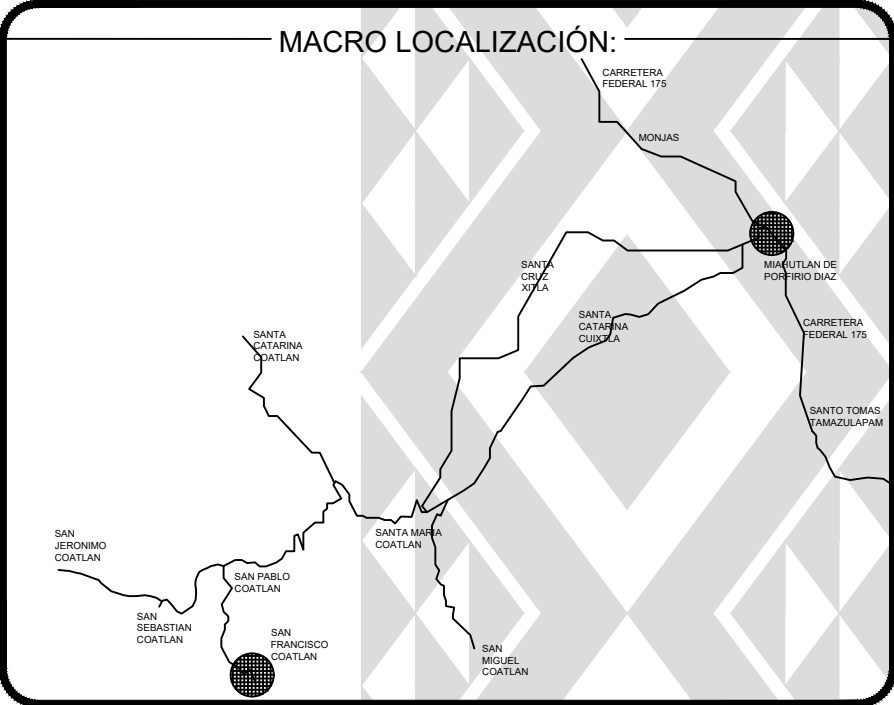 MACRO LOCALIZACIÓN:
CARRETERA
FEDERAL 175
MONJAS
MIAHUTLAN DE
PORFIRIO DIAZ
SANTA
CRUZ
XITLA
SANTA
CATARINA
CUIXTLA
CARRETERA
FEDERAL 175
SANTA
CATARINA
COATLAN
SANTO TOMAS
TAMAZULAPAM
SANTA MARIA
COATLAN
SAN
JERONIMO
COATLAN
SAN PABLO
COATLAN
SAN
SEBASTIAN
COATLAN
SAN
FRANCISCO
COATLAN
SAN
MIGUEL
COATLAN